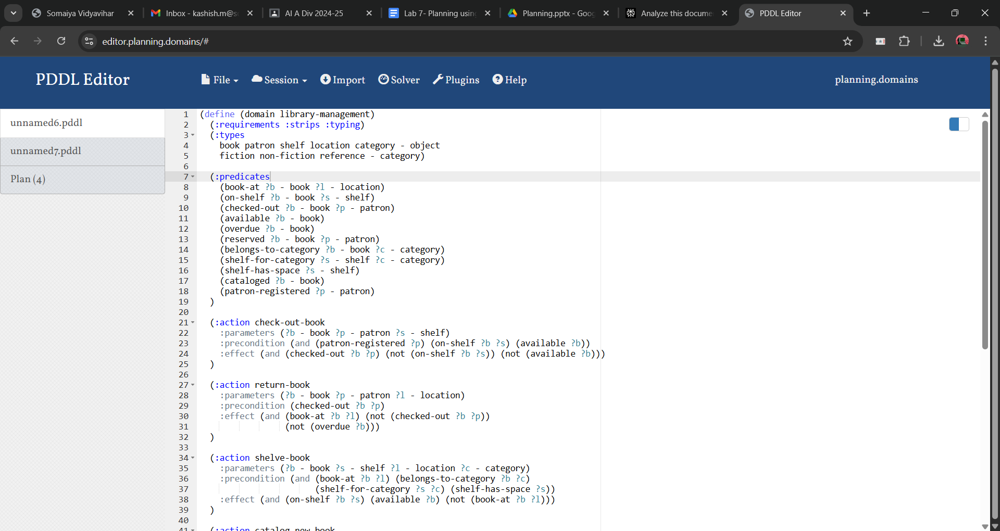 Somaiya Vidyavihar
Inbox - kashish.m@s
AI A Div 2024-25
Lab 7- Planning using
Planning.pptx - Goog
Analyze this docume
PDDL Editor
editor.planning.domains/#
PDDL Editor
File
Session
Import
Solver
Plugins
Help
planning.domains
unnamed6.pddl
unnamed7.pddl
Plan (4)
1 (define (domain library-management)
2 (:requirements :strips :typing)
3 (:types
4 book patron shelf location category - object
5 fiction non-fiction reference - category)
6
7 (:predicates
8 (book-at ?b - book ?l - location)
9 (on-shelf ?b - book ?s - shelf)
10 (checked-out ?b - book ?p - patron)
11 (available ?b - book)
12 (overdue ?b - book)
13 (reserved ?b - book ?p - patron)
14 (belongs-to-category ?b - book ?c - category)
15 (shelf-for-category ?s - shelf ?c - category)
16 (shelf-has-space ?s - shelf)
17 (cataloged ?b - book)
18 (patron-registered ?p - patron)
19 )
20
21 (:action check-out-book
22 :parameters (?b - book ?p - patron ?s - shelf)
23 :precondition (and (patron-registered ?p) (on-shelf ?b ?s) (available ?b))
24 :effect (and (checked-out ?b ?p) (not (on-shelf ?b ?s)) (not (available ?b)))
25 )
26
27 (:action return-book
28 :parameters (?b - book ?p - patron ?l - location)
29 :precondition (checked-out ?b ?p)
30 :effect (and (book-at ?b ?l) (not (checked-out ?b ?p))
31 (not (overdue ?b)))
32 )
33
34 (:action shelve-book
35 :parameters (?b - book ?s - shelf ?l - location ?c - category)
36 :precondition (and (book-at ?b ?l) (belongs-to-category ?b ?c)
37 (shelf-for-category ?s ?c) (shelf-has-space ?s))
38 :effect (and (on-shelf ?b ?s) (available ?b) (not (book-at ?b ?l)))
39 )
40
41 (:action catalog-new-book